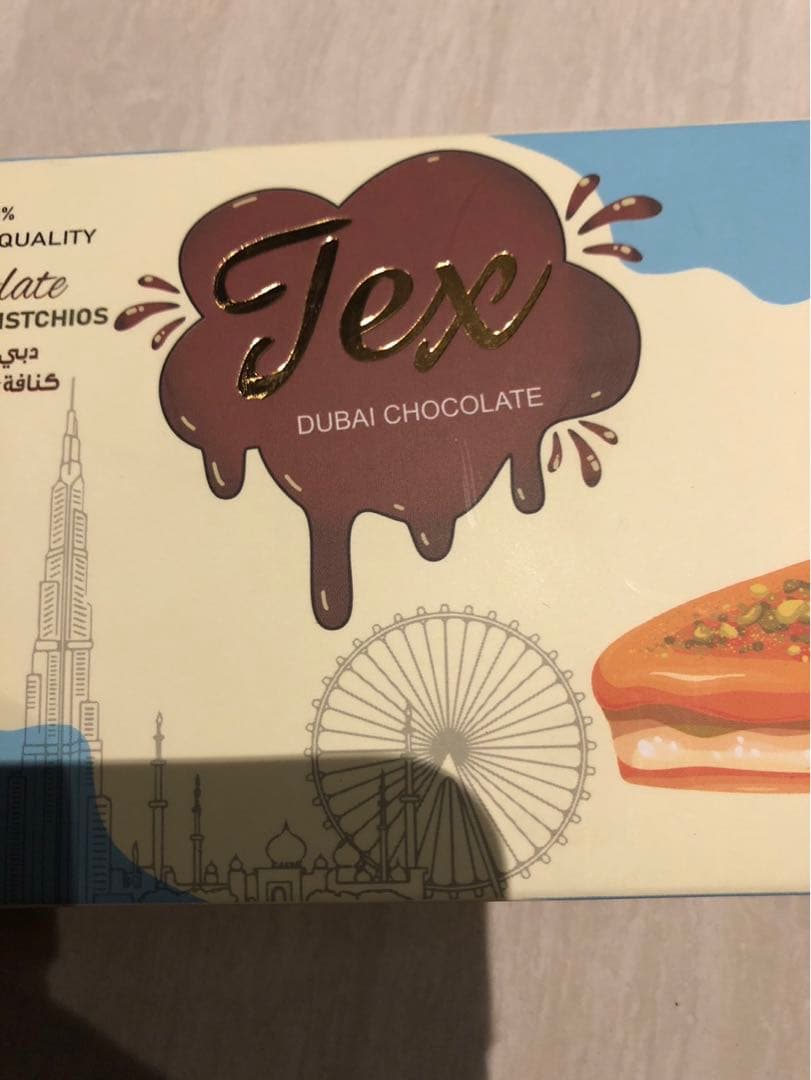 %
QUALITY
late
ISTCHIOS
دبي
كنافة
Tex
DUBAI CHOCOLATE